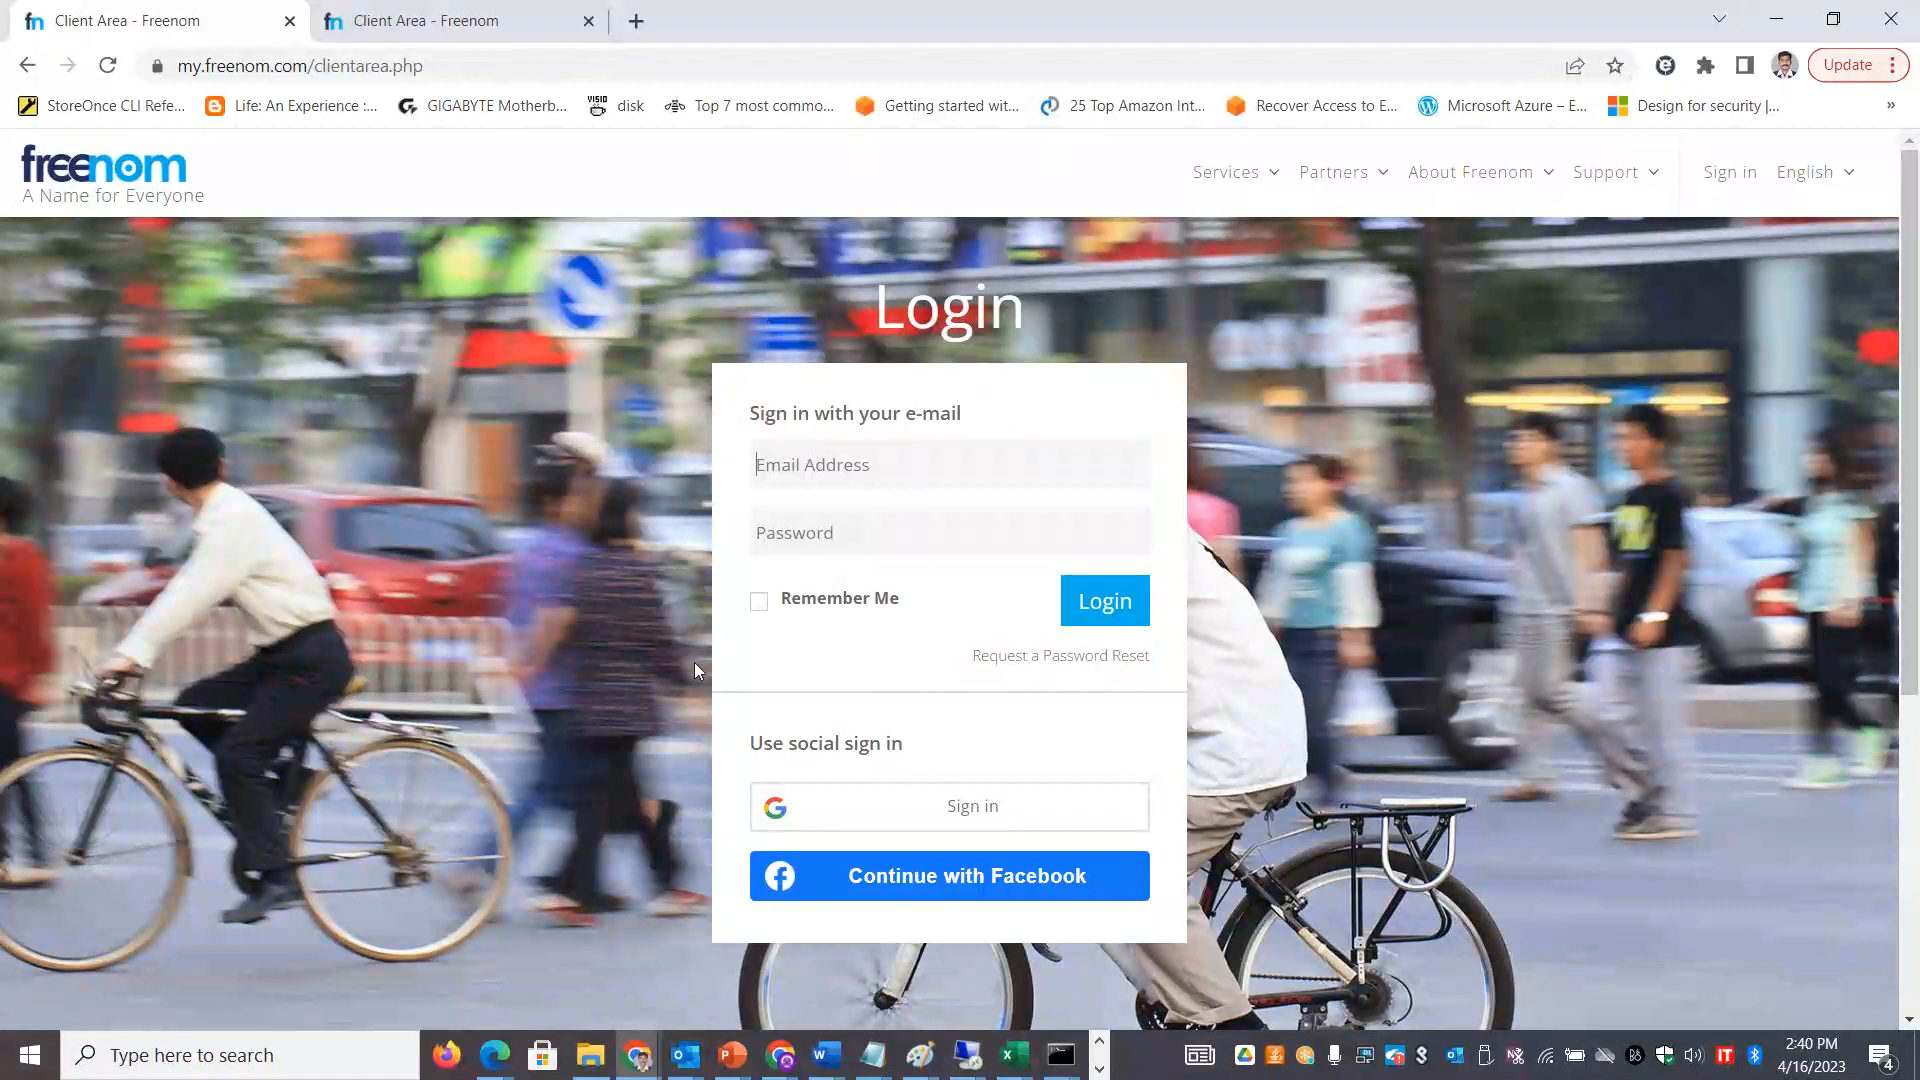 Client Area - Freenom
Client Area - Freenom
my.freenom.com/clientarea.php
Update
StoreOnce CLI Refe...
Life: An Experience :...
GIGABYTE Motherb...
VISIO
disk
Top 7 most commo...
Getting started wit...
25 Top Amazon Int...
Recover Access to E...
Microsoft Azure – E...
Design for security |...
»
freenom
A Name for Everyone
Services
Partners
About Freenom
Support
Sign in
English
Login
Sign in with your e-mail
Email Address
Password
Remember Me
Login
Request a Password Reset
Use social sign in
Sign in
Continue with Facebook
Type here to search
IT
2:40 PM
4/16/2023
4